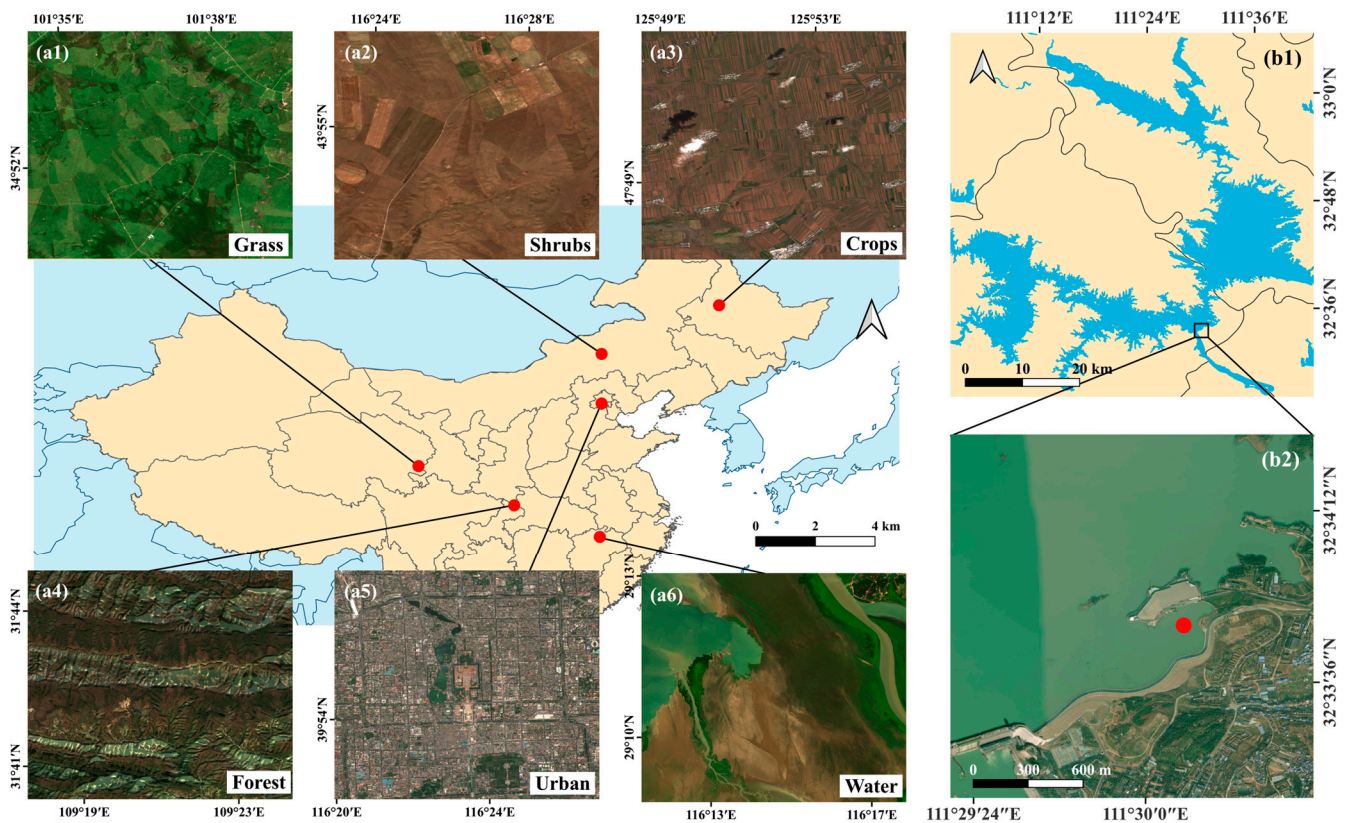 101°35′E 101°38′E 116°24′E 116°28′E 125°49′E 125°53′E
111°12′E 111°24′E 111°36′E
(a1) (a2) (a3) (b1)
34°52′N 43°55′N 47°49′N
33°0′N
32°48′N
32°36′N
Grass Shrubs Crops
0 10 20 km
0 2 4 km
(a4) (a5) (a6) (b2)
31°44′N
31°41′N
39°54′N
29°13′N
29°10′N
32°34′12″N
32°33′36″N
Forest Urban Water
0 300 600 m
109°19′E 109°23′E 116°20′E 116°24′E 116°13′E 116°17′E
111°29′24″E 111°30′0″E